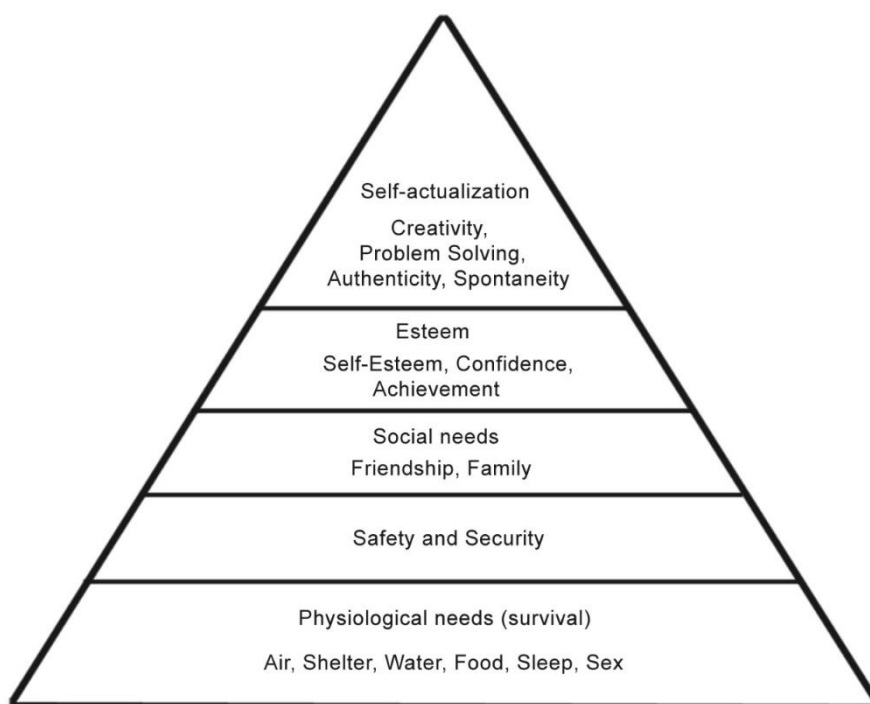 Self-actualization
Creativity,
Problem Solving,
Authenticity, Spontaneity
Esteem
Self-Esteem, Confidence,
Achievement
Social needs
Friendship, Family
Safety and Security
Physiological needs (survival)
Air, Shelter, Water, Food, Sleep, Sex